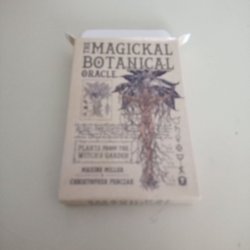 THE MAGICKAL
BOTANICAL
ORACLE
PLANTS FROM THE
WITCH'S GARDEN
MAXINE MILLER
CHRISTOPHER PENCZAK